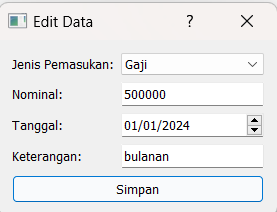 Edit Data
Jenis Pemasukan: Gaji
Nominal: 500000
Tanggal: 01/01/2024
Keterangan: bulanan
Simpan